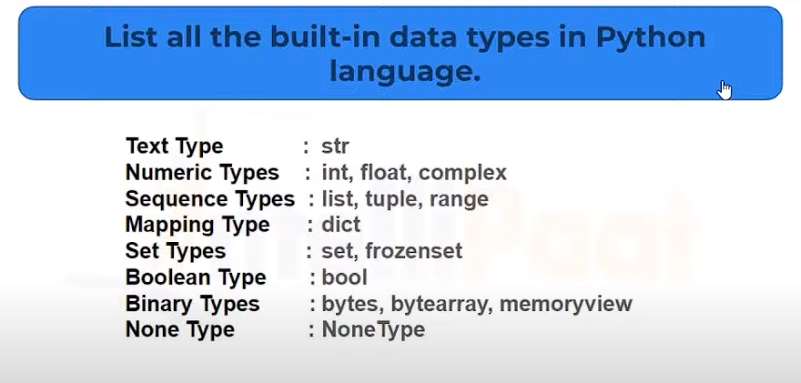 List all the built-in data types in Python
language.
Text Type : str
Numeric Types : int, float, complex
Sequence Types : list, tuple, range
Mapping Type : dict
Set Types : set, frozenset
Boolean Type : bool
Binary Types : bytes, bytearray, memoryview
None Type : NoneType